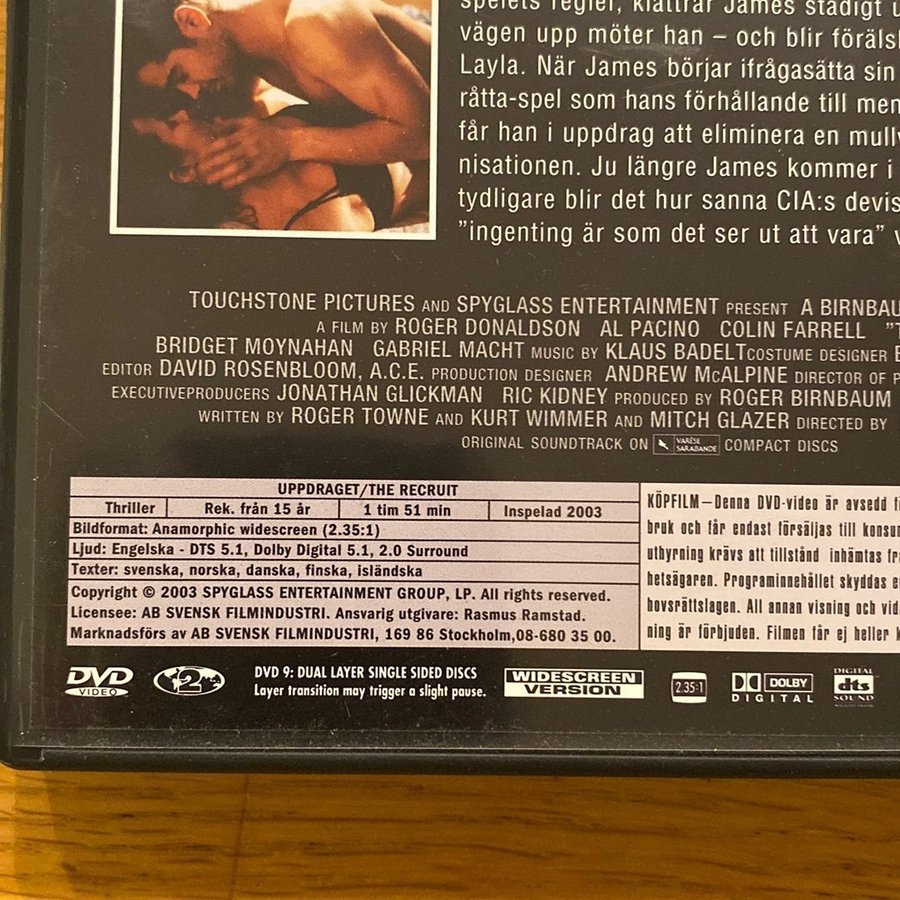 spelets regler, klättrar James stadigt u
vägen upp möter han – och blir föräls
Layla. När James börjar ifrågasätta sin
råtta-spel som hans förhållande till men
får han i uppdrag att eliminera en mullv
nisationen. Ju längre James kommer i
tydligare blir det hur sanna CIA:s devis
"ingenting är som det ser ut att vara" v
TOUCHSTONE PICTURES AND SPYGLASS ENTERTAINMENT PRESENT A BIRNBAU
A FILM BY ROGER DONALDSON AL PACINO COLIN FARRELL "T
BRIDGET MOYNAHAN GABRIEL MACHT MUSIC BY KLAUS BADELT COSTUME DESIGNER B
EDITOR DAVID ROSENBLOOM, A.C.E. PRODUCTION DESIGNER ANDREW McALPINE DIRECTOR OF P
EXECUTIVEPRODUCERS JONATHAN GLICKMAN RIC KIDNEY PRODUCED BY ROGER BIRNBAUM
WRITTEN BY ROGER TOWNE AND KURT WIMMER AND MITCH GLAZER DIRECTED BY
ORIGINAL SOUNDTRACK ON VARÈSE SARABANDE COMPACT DISCS
UPPDRAGET/THE RECRUIT
Thriller Rek. från 15 år 1 tim 51 min Inspelad 2003
Bildformat: Anamorphic widescreen (2.35:1)
Ljud: Engelska - DTS 5.1, Dolby Digital 5.1, 2.0 Surround
Texter: svenska, norska, danska, finska, isländska
Copyright © 2003 SPYGLASS ENTERTAINMENT GROUP, LP. All rights reserved.
Licensee: AB SVENSK FILMINDUSTRI. Ansvarig utgivare: Rasmus Ramstad.
Marknadsförs av AB SVENSK FILMINDUSTRI, 169 86 Stockholm,08-680 35 00.
KÖPFILM–Denna DVD-video är avsedd f
bruk och får endast försäljas till konsu
uthyrning krävs att tillstånd inhämtas fr
hetsägaren. Programinnehållet skyddas e
hovsrättslagen. All annan visning och vid
ning är förbjuden. Filmen får ej heller k
DVD VIDEO
2
DVD 9: DUAL LAYER SINGLE SIDED DISCS
Layer transition may trigger a slight pause.
WIDESCREEN
VERSION
2.35:1
DOLBY
DIGITAL
DIGITAL
dts
SOUND